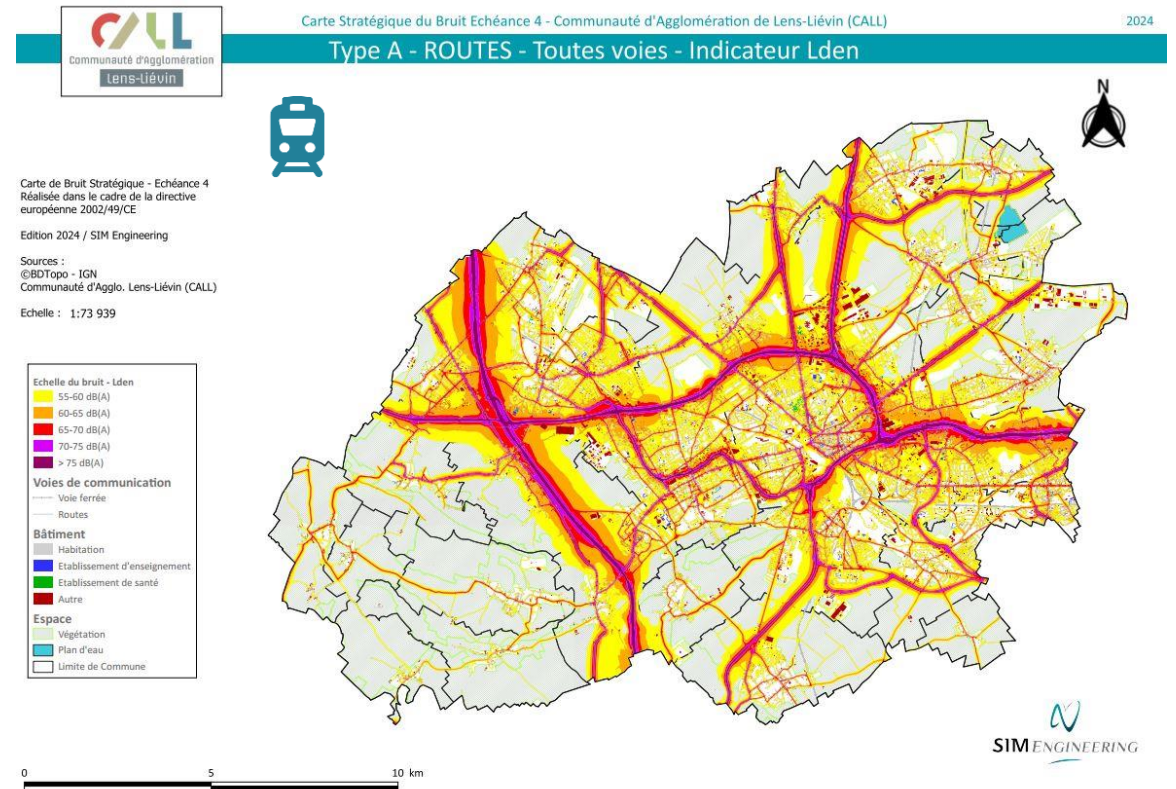 Carte Stratégique du Bruit Echéance 4 - Communauté d'Agglomération de Lens-Liévin (CALL)
2024
Type A - ROUTES - Toutes voies - Indicateur Lden
CALL
Communauté d'Agglomération
Lens-Liévin
N
Carte de Bruit Stratégique - Echéance 4
Réalisée dans le cadre de la directive
européenne 2002/49/CE
Edition 2024 / SIM Engineering
Sources :
©BDTopo - IGN
Communauté d'Agglo. Lens-Liévin (CALL)
Echelle : 1:73 939
Echelle du bruit - Lden
55-60 dB(A)
60-65 dB(A)
65-70 dB(A)
70-75 dB(A)
> 75 dB(A)
Voies de communication
Voie ferrée
Routes
Bâtiment
Habitation
Etablissement d'enseignement
Etablissement de santé
Autre
Espace
Végétation
Plan d'eau
Limite de Commune
SIM ENGINEERING
0 5 10 km